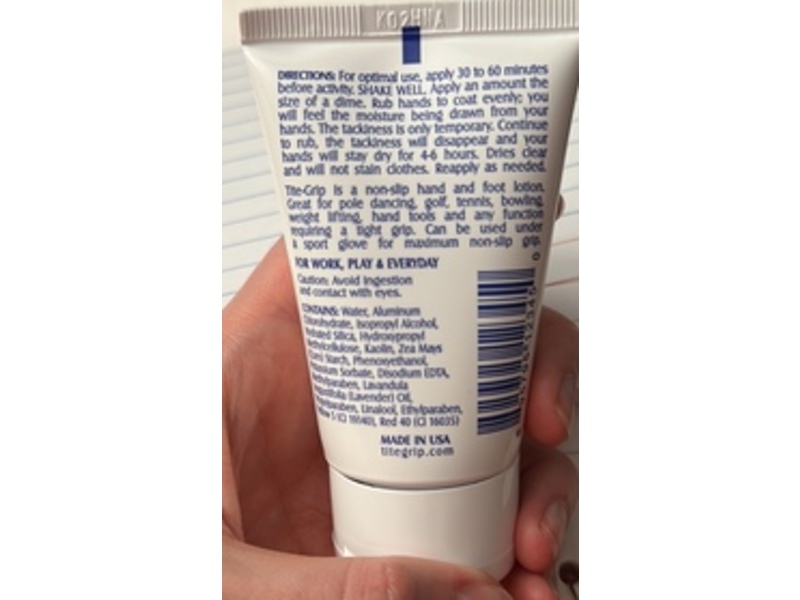 DIRECTIONS: For optimal use, apply 30 to 60 minutes
before activity. SHAKE WELL. Apply an amount the
size of a dime. Rub hands to coat evenly; you
will feel the moisture being drawn from your
hands. The tackiness is only temporary. Continue
to rub, the tackiness will disappear and your
hands will stay dry for 4-6 hours. Dries clear
and will not stain clothes. Reapply as needed.
Tite-Grip is a non-slip hand and foot lotion.
Great for pole dancing, golf, tennis, bowling,
weight lifting, hand tools and any function
requiring a tight grip. Can be used under
a sport glove for maximum non-slip grip.
FOR WORK, PLAY & EVERYDAY
Caution: Avoid ingestion
and contact with eyes.
CONTAINS: Water, Aluminum
Chlorohydrate, Isopropyl Alcohol,
Hydrated Silica, Hydroxypropyl
Methylcellulose, Kaolin, Zea Mays
(Corn) Starch, Phenoxyethanol,
Potassium Sorbate, Disodium EDTA,
Methylparaben, Lavandula
Angustifolia (Lavender) Oil,
Linalool, Ethylparaben,
5 (CI 19140), Red 40 (CI 16035)
MADE IN USA
titegrip.com